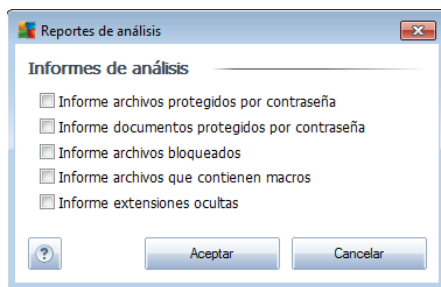 Reportes de análisis
Informes de análisis
Informe archivos protegidos por contraseña
Informe documentos protegidos por contraseña
Informe archivos bloqueados
Informe archivos que contienen macros
Informe extensiones ocultas
?
Aceptar
Cancelar